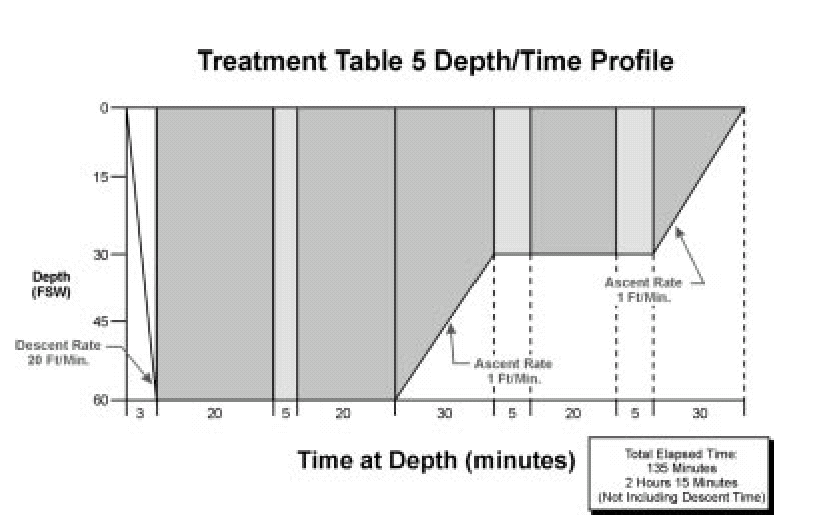 Treatment Table 5 Depth/Time Profile
0
15
30
45
60
Depth
(FSW)
Descent Rate
20 Ft/Min.
Ascent Rate
1 Ft/Min.
Ascent Rate
1 Ft/Min.
3 20 5 20 30 5 20 5 30
Time at Depth (minutes)
Total Elapsed Time:
135 Minutes
2 Hours 15 Minutes
(Not Including Descent Time)